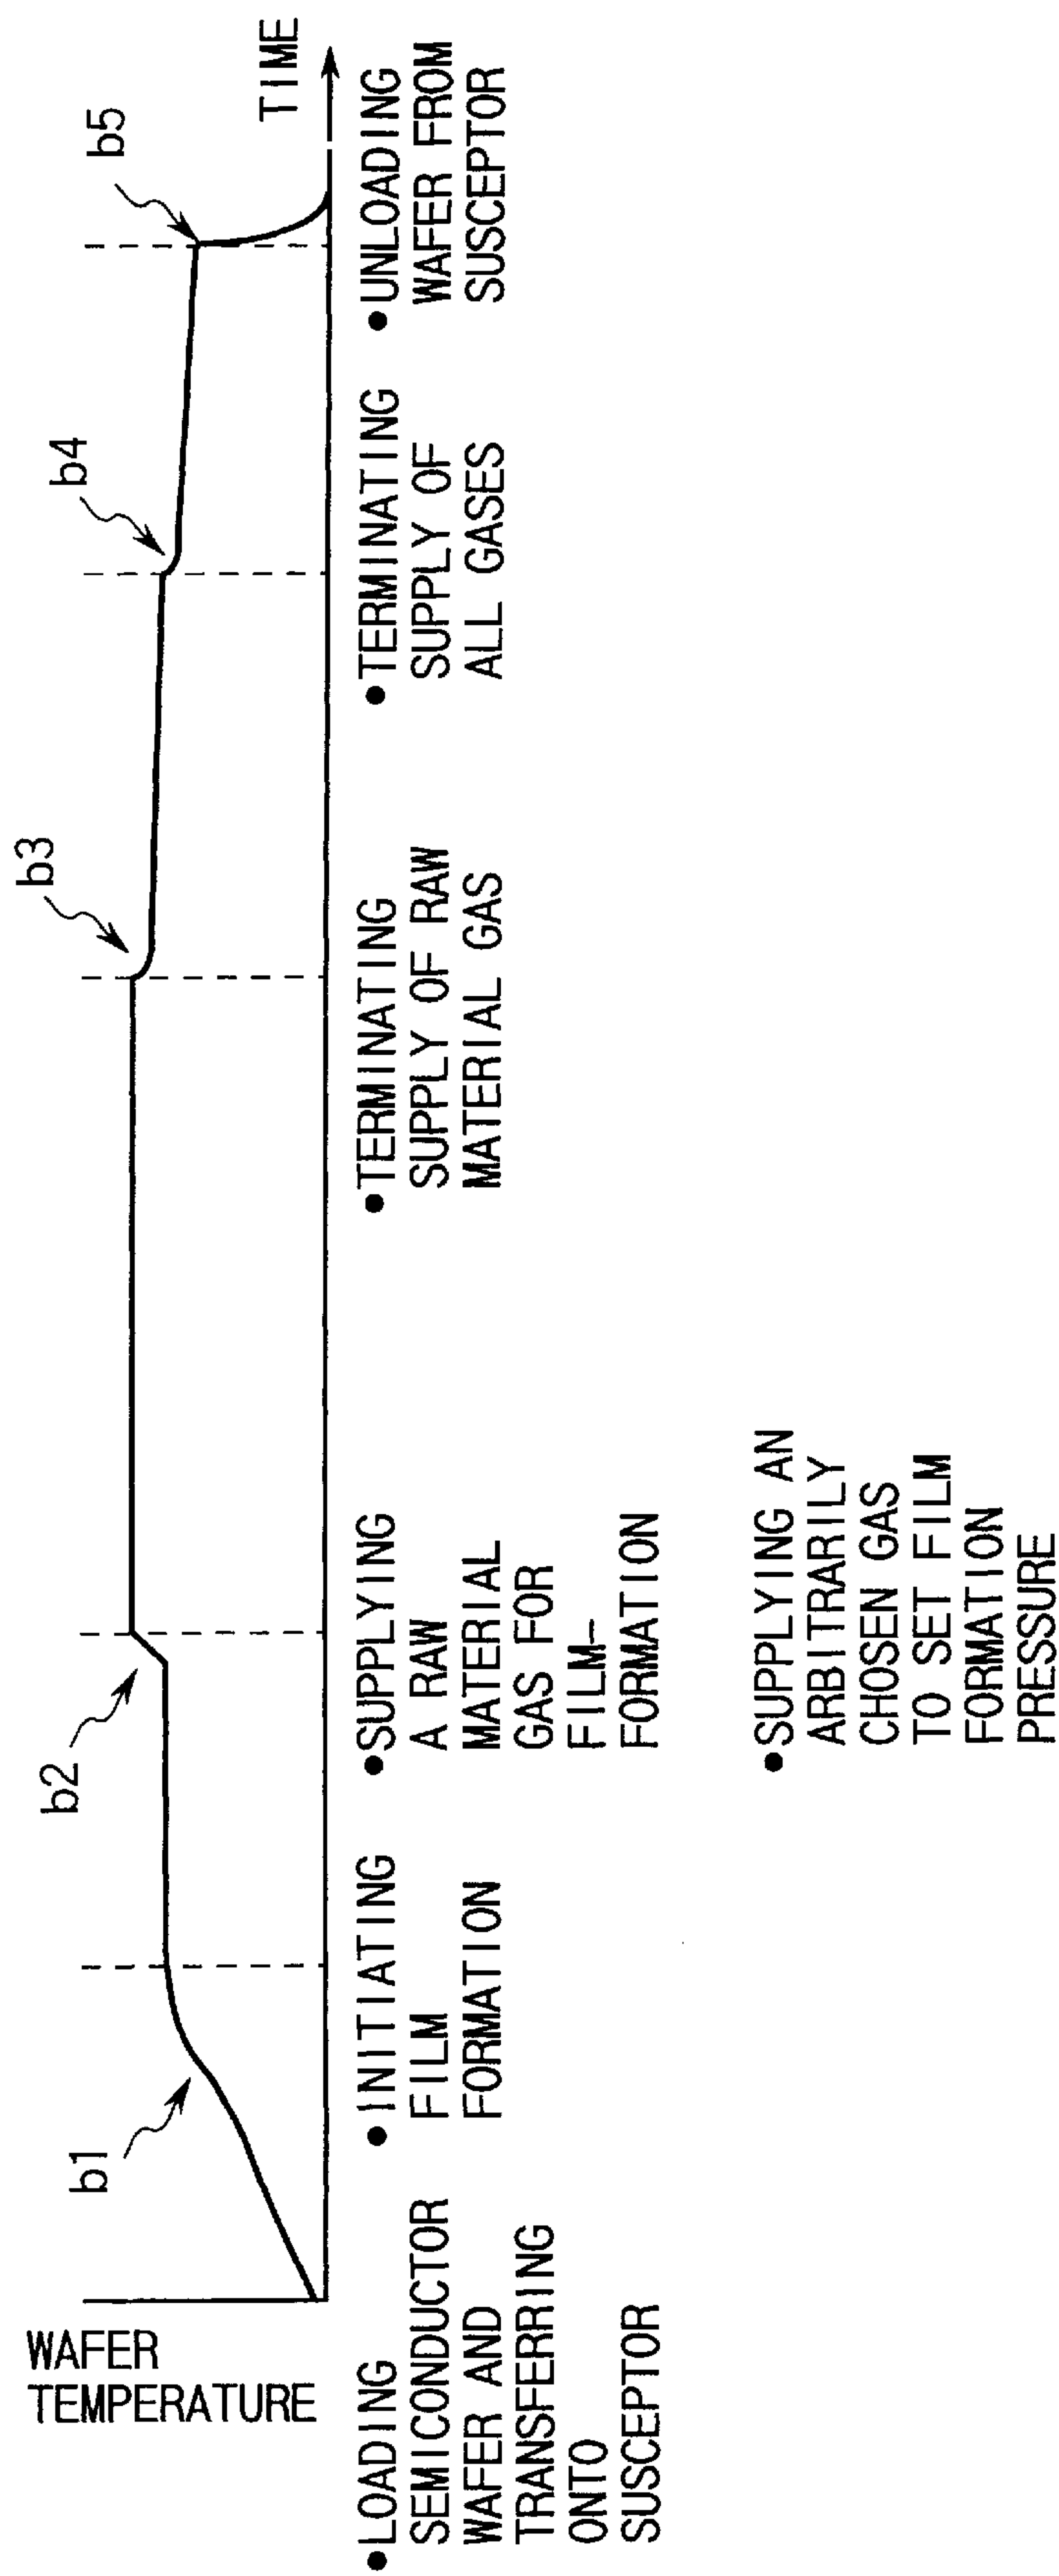 WAFER
TEMPERATURE
b1
b2
b3
b4
b5
TIME
•LOADING
SEMICONDUCTOR
WAFER AND
TRANSFERRING
ONTO
SUSCEPTOR
•INITIATING
FILM
FORMATION
•SUPPLYING
A RAW
MATERIAL
GAS FOR
FILM-
FORMATION
•SUPPLYING AN
ARBITRARILY
CHOSEN GAS
TO SET FILM
FORMATION
PRESSURE
•TERMINATING
SUPPLY OF RAW
MATERIAL GAS
•TERMINATING
SUPPLY OF
ALL GASES
•UNLOADING
WAFER FROM
SUSCEPTOR